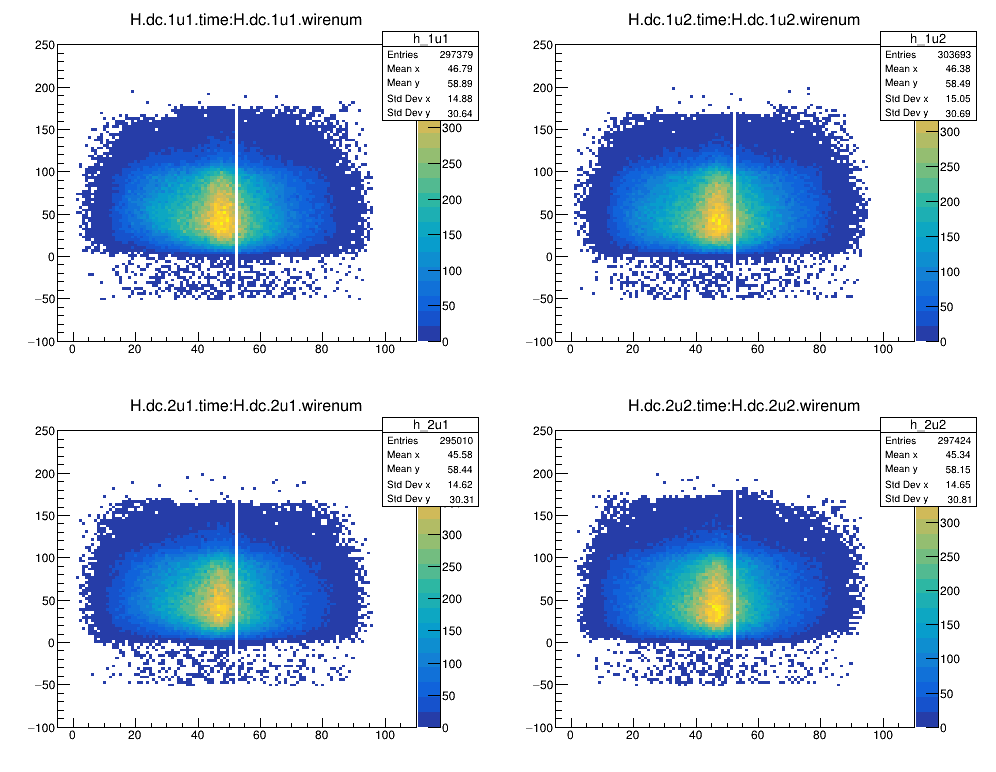 H.dc.1u1.time:H.dc.1u1.wirenum
h_1u1
Entries 297379
Mean x 46.79
Mean y 58.89
Std Dev x 14.88
Std Dev y 30.64
250
200
150
100
50
0
−50
−100
0 20 40 60 80 100
300
250
200
150
100
50
0
H.dc.1u2.time:H.dc.1u2.wirenum
h_1u2
Entries 303693
Mean x 46.38
Mean y 58.49
Std Dev x 15.05
Std Dev y 30.69
250
200
150
100
50
0
−50
−100
0 20 40 60 80 100
300
250
200
150
100
50
0
H.dc.2u1.time:H.dc.2u1.wirenum
h_2u1
Entries 295010
Mean x 45.58
Mean y 58.44
Std Dev x 14.62
Std Dev y 30.31
250
200
150
100
50
0
−50
−100
0 20 40 60 80 100
300
250
200
150
100
50
0
H.dc.2u2.time:H.dc.2u2.wirenum
h_2u2
Entries 297424
Mean x 45.34
Mean y 58.15
Std Dev x 14.65
Std Dev y 30.81
250
200
150
100
50
0
−50
−100
0 20 40 60 80 100
300
250
200
150
100
50
0